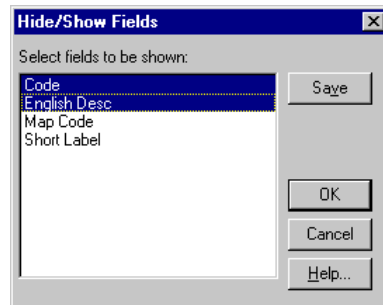 Hide/Show Fields
Select fields to be shown:
Code
English Desc
Map Code
Short Label
Save
OK
Cancel
Help...